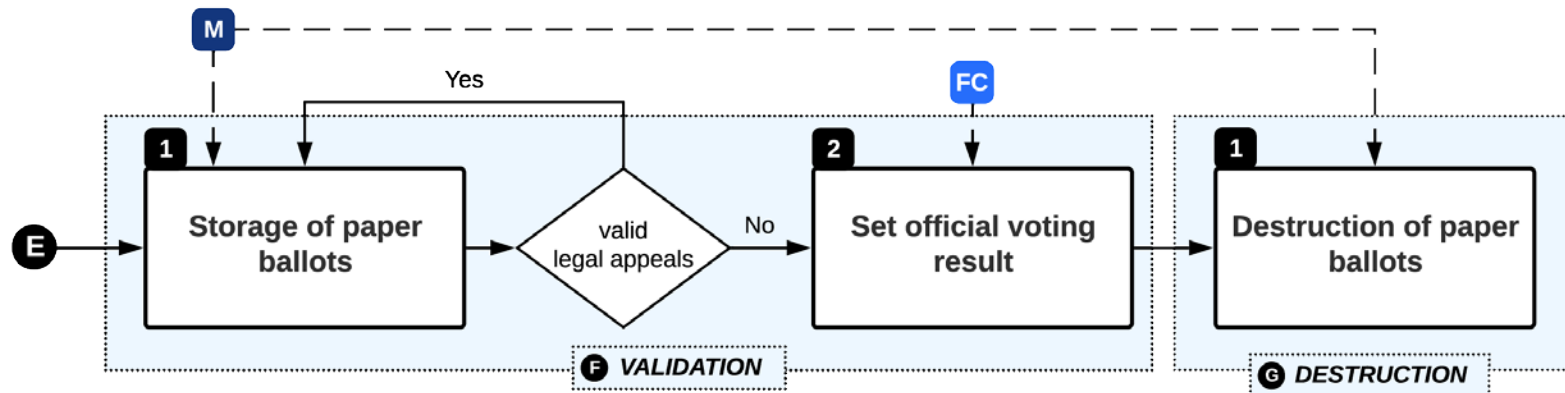 M
Yes
FC
1
2
1
Storage of paper
ballots
valid
legal appeals
No
Set official voting
result
Destruction of paper
ballots
E
F VALIDATION
G DESTRUCTION